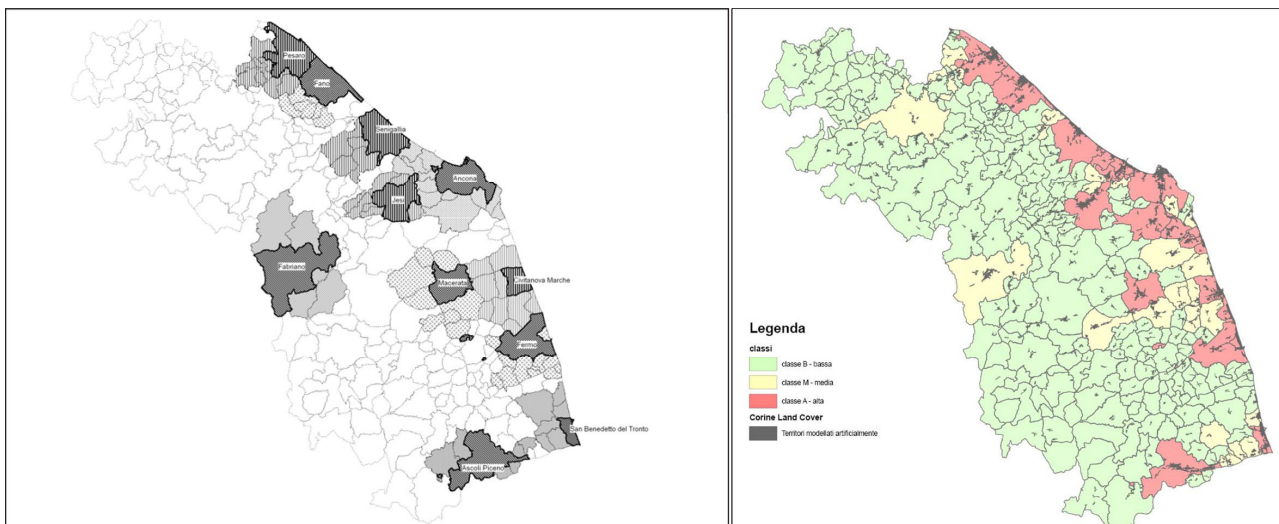 Pesaro
Fano
Senigallia
Ancona
Jesi
Fabriano
Macerata
Civitanova Marche
Fermo
San Benedetto del Tronto
Ascoli Piceno
Legenda
classi
classe B - bassa
classe M - media
classe A - alta
Corine Land Cover
Territori modellati artificialmente